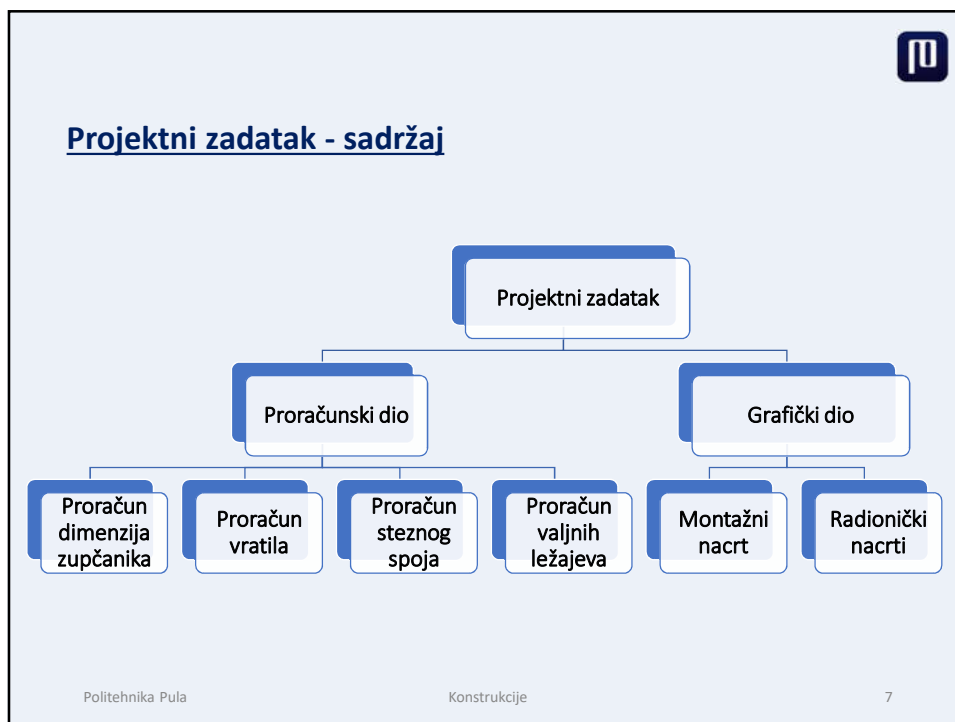 Projektni zadatak - sadržaj
Projektni zadatak
Proračunski dio
Grafički dio
Proračun
dimenzija
zupčanika
Proračun
vratila
Proračun
steznog
spoja
Proračun
valjnih
ležajeva
Montažni
nacrt
Radionički
nacrti
Politehnika Pula
Konstrukcije
7